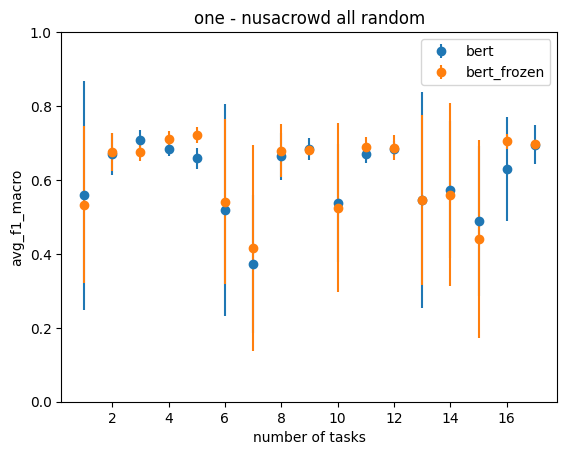 one - nusacrowd all random
bert
bert_frozen
avg_f1_macro
1.0
0.8
0.6
0.4
0.2
0.0
2 4 6 8 10 12 14 16
number of tasks